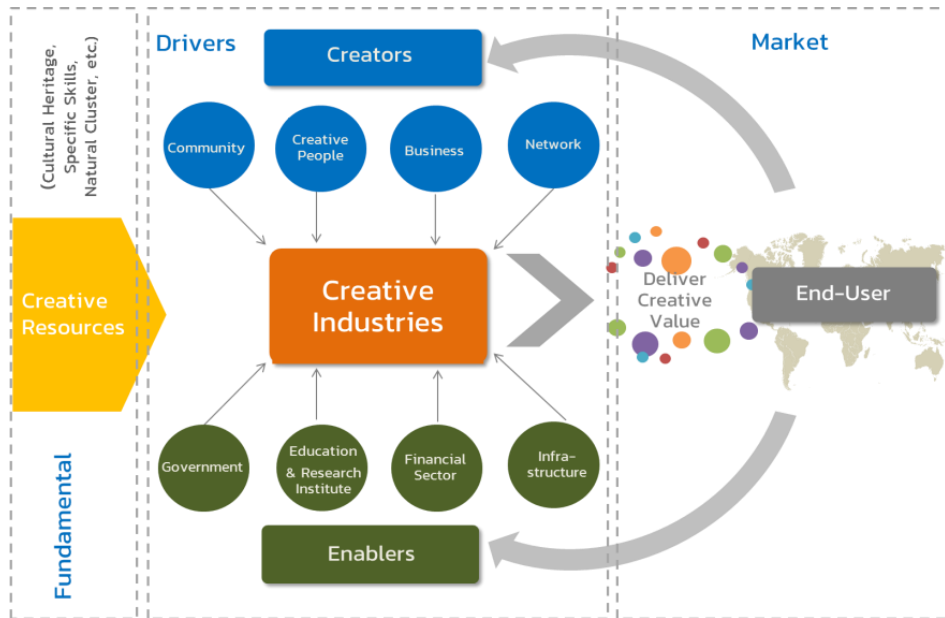 (Cultural Heritage,
Specific Skills,
Natural Cluster, etc.)
Creative
Resources
Fundamental
Drivers
Creators
Community
Creative
People
Business
Network
Creative
Industries
Government
Education
& Research
Institute
Financial
Sector
Infra-
structure
Enablers
Market
Deliver
Creative
Value
End-User